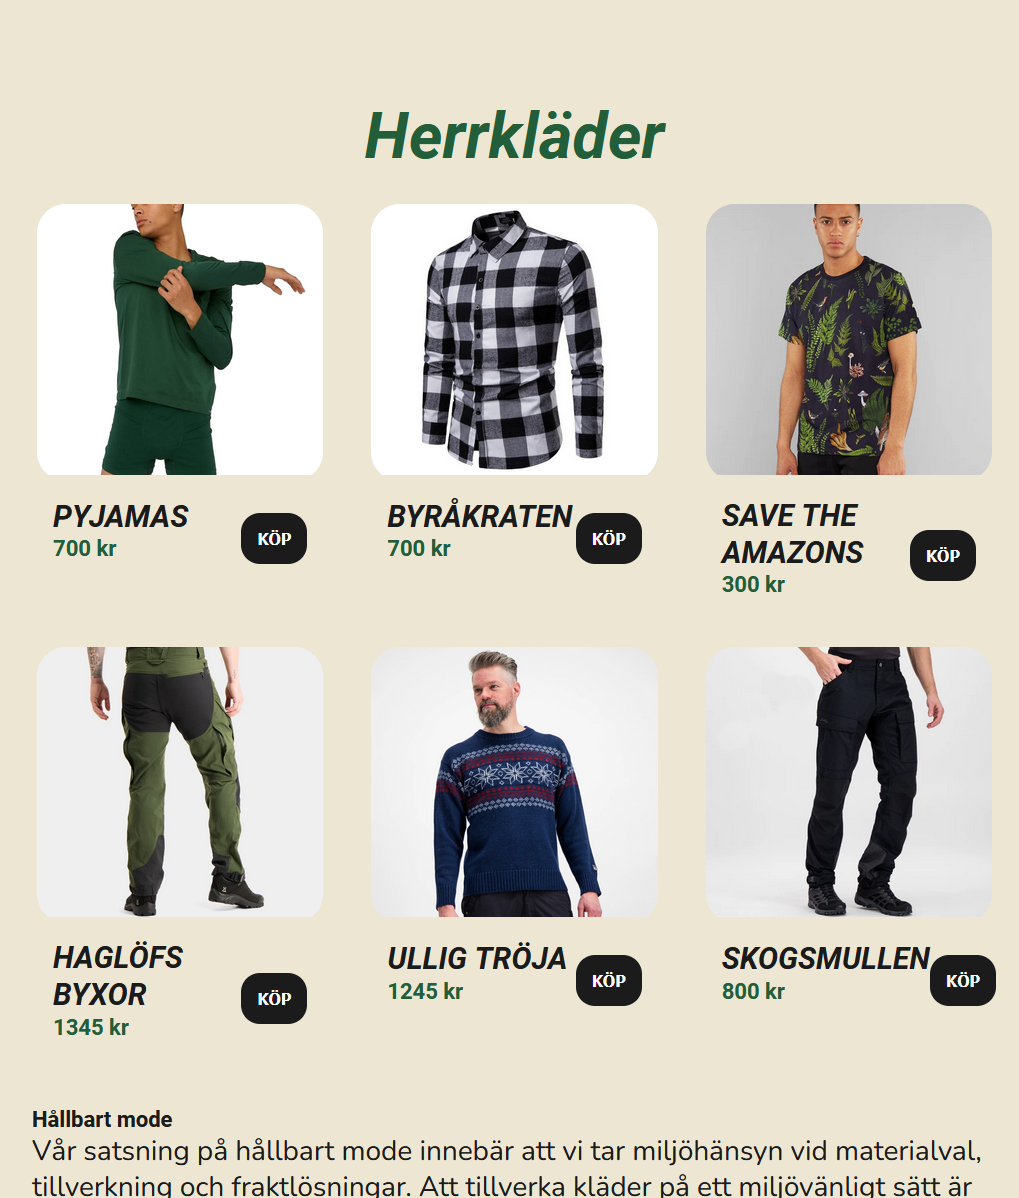 Herrkläder
PYJAMAS
700 kr
KÖP
BYRÅKRATEN
700 kr
KÖP
SAVE THE
AMAZONS
300 kr
KÖP
HAGLÖFS
BYXOR
1345 kr
KÖP
ULLIG TRÖJA
1245 kr
KÖP
SKOGSMULLEN
800 kr
KÖP
Hållbart mode
Vår satsning på hållbart mode innebär att vi tar miljöhänsyn vid materialval,
tillverkning och fraktlösningar. Att tillverka kläder på ett miljövänligt sätt är